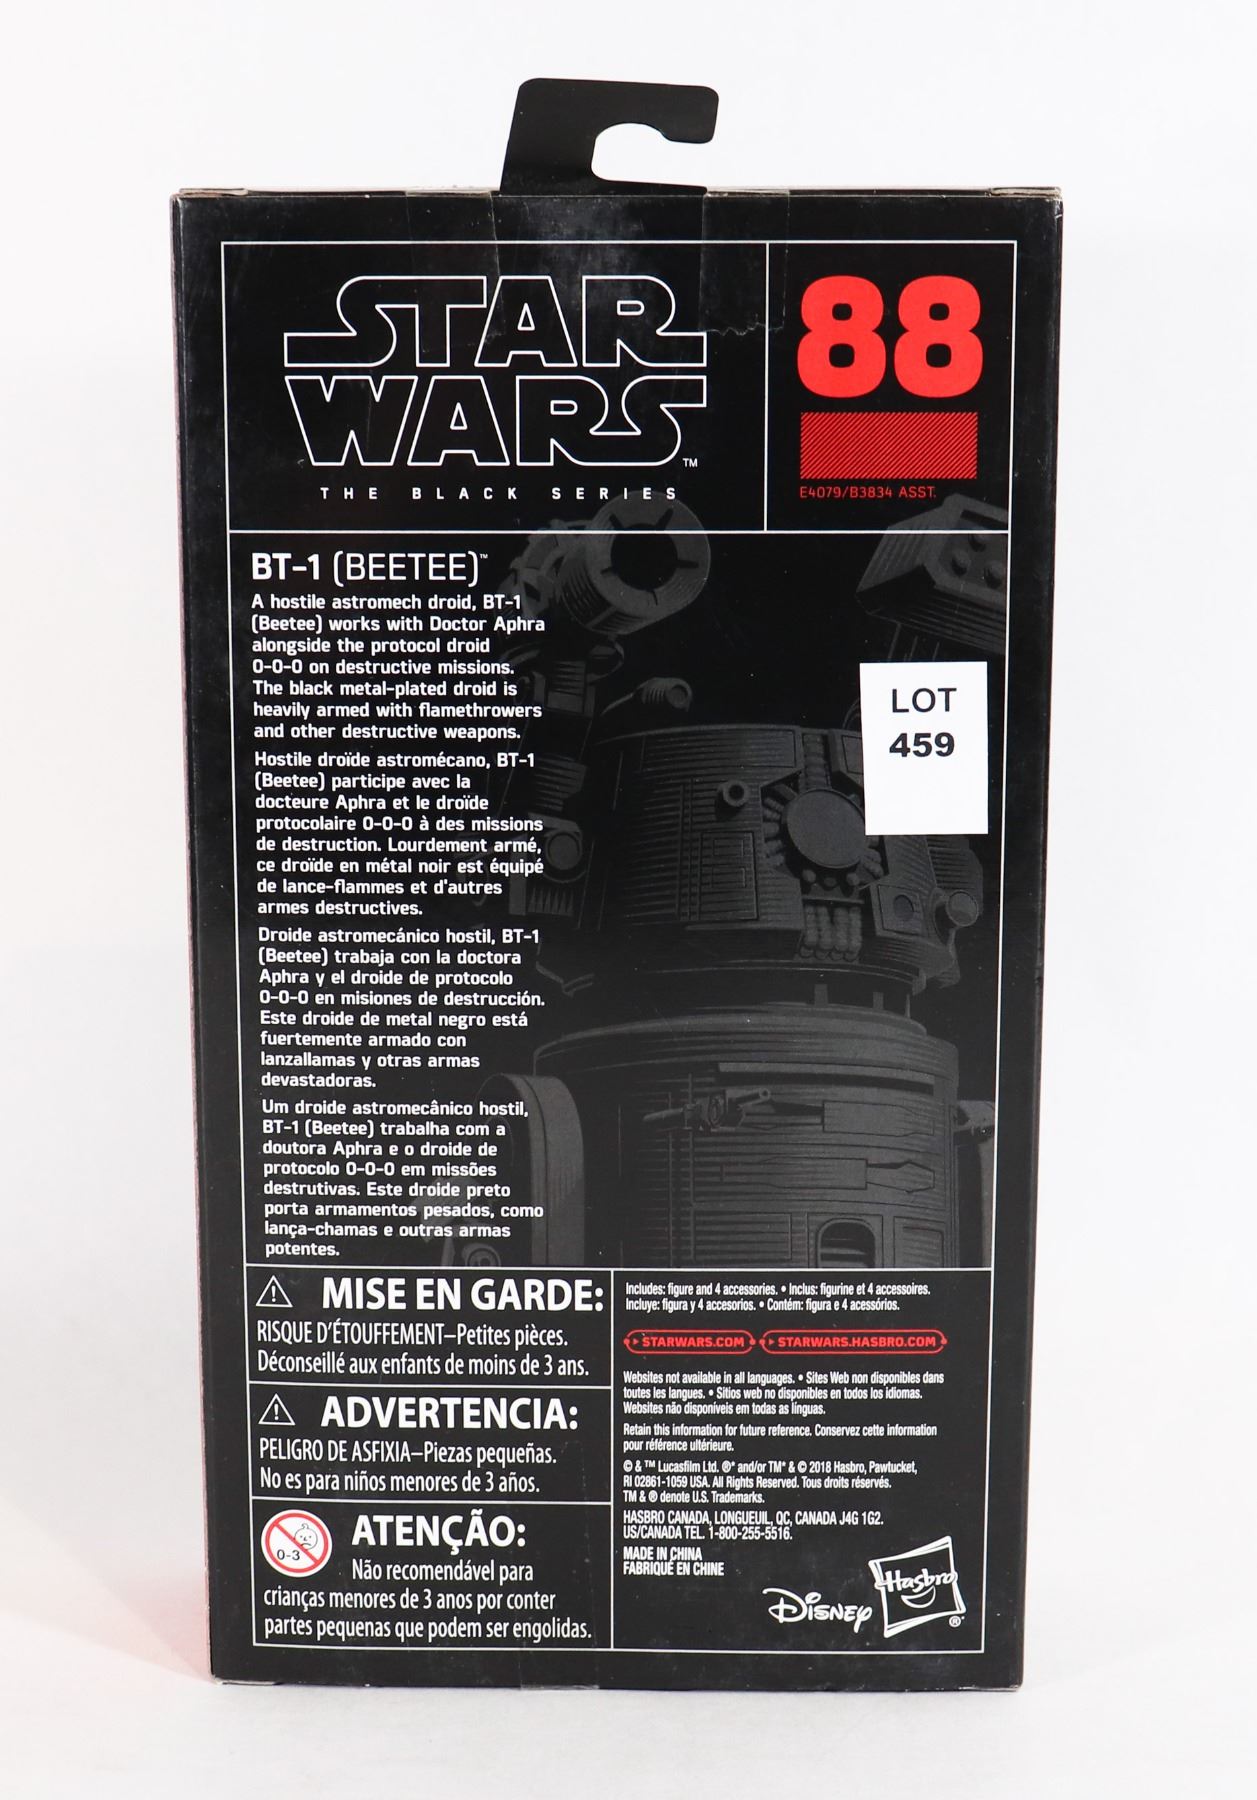 STAR
WARS
TM
THE BLACK SERIES
88
E4079/B3834 ASST.
BT-1 (BEETEE)™
A hostile astromech droid, BT-1
(Beetee) works with Doctor Aphra
alongside the protocol droid
0-0-0 on destructive missions.
The black metal-plated droid is
heavily armed with flamethrowers
and other destructive weapons.
Hostile droïde astromécano, BT-1
(Beetee) participe avec la
docteure Aphra et le droïde
protocolaire 0-0-0 à des missions
de destruction. Lourdement armé,
ce droïde en métal noir est équipé
de lance-flammes et d'autres
armes destructives.
Droide astromecánico hostil, BT-1
(Beetee) trabaja con la doctora
Aphra y el droide de protocolo
0-0-0 en misiones de destrucción.
Este droide de metal negro está
fuertemente armado con
lanzallamas y otras armas
devastadoras.
Um droide astromecânico hostil,
BT-1 (Beetee) trabalha com a
doutora Aphra e o droide de
protocolo 0-0-0 em missões
destrutivas. Este droide preto
porta armamentos pesados, como
lança-chamas e outras armas
potentes.
LOT
459
MISE EN GARDE:
RISQUE D'ÉTOUFFEMENT–Petites pièces.
Déconseillé aux enfants de moins de 3 ans.
ADVERTENCIA:
PELIGRO DE ASFIXIA–Piezas pequeñas.
No es para niños menores de 3 años.
0-3
ATENÇÃO:
Não recomendável para
crianças menores de 3 anos por conter
partes pequenas que podem ser engolidas.
Includes: figure and 4 accessories. • Inclus: figurine et 4 accessoires.
Incluye: figura y 4 accesorios. • Contém: figura e 4 acessórios.
STARWARS.COM STARWARS.HASBRO.COM
Websites not available in all languages. • Sites Web non disponibles dans
toutes les langues. • Sitios web no disponibles en todos los idiomas.
Websites não disponíveis em todas as línguas.
Retain this information for future reference. Conservez cette information
pour référence ultérieure.
© & ™ Lucasfilm Ltd. ®* and/or TM* & © 2018 Hasbro, Pawtucket,
RI 02861-1059 USA. All Rights Reserved. Tous droits réservés.
TM & ® denote U.S. Trademarks.
HASBRO CANADA, LONGUEUIL, QC, CANADA J4G 1G2.
US/CANADA TEL. 1-800-255-5516.
MADE IN CHINA
FABRIQUÉ EN CHINE
Disney
Hasbro
®*